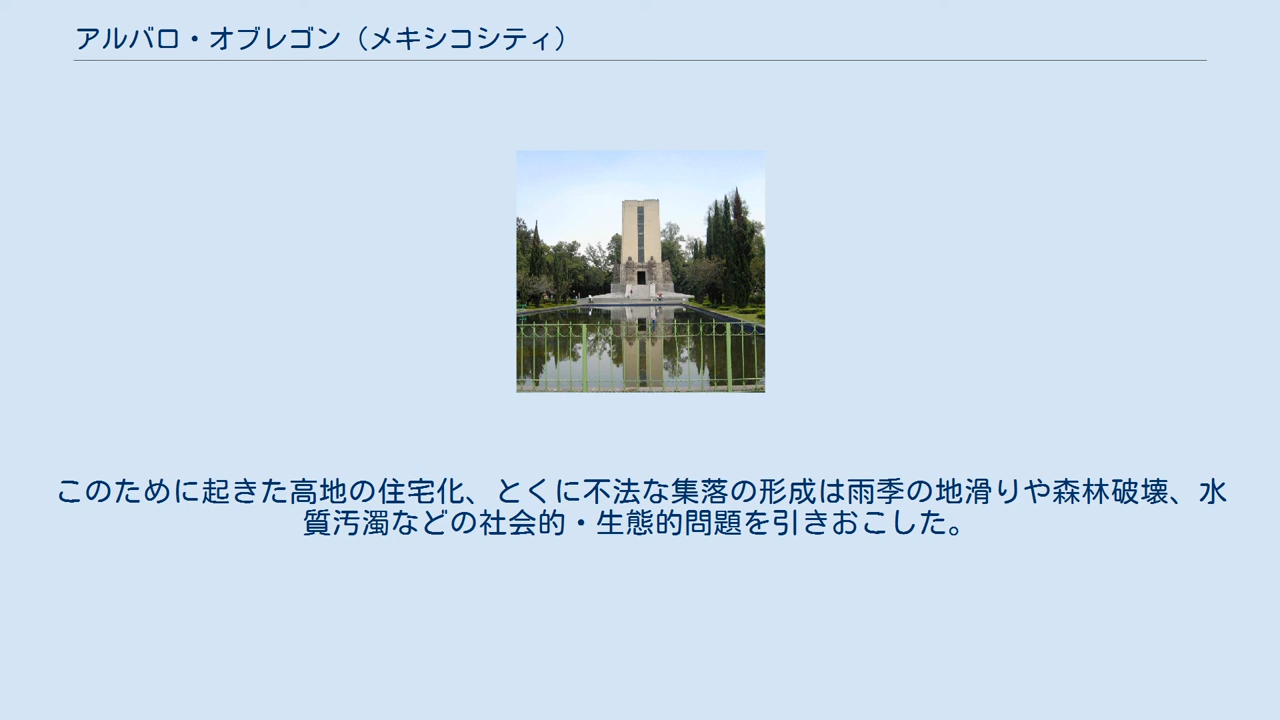 アルバロ・オブレゴン（メキシコシティ）
このために起きた高地の住宅化、とくに不法な集落の形成は雨季の地滑りや森林破壊、水
質汚濁などの社会的・生態的問題を引きおこした。